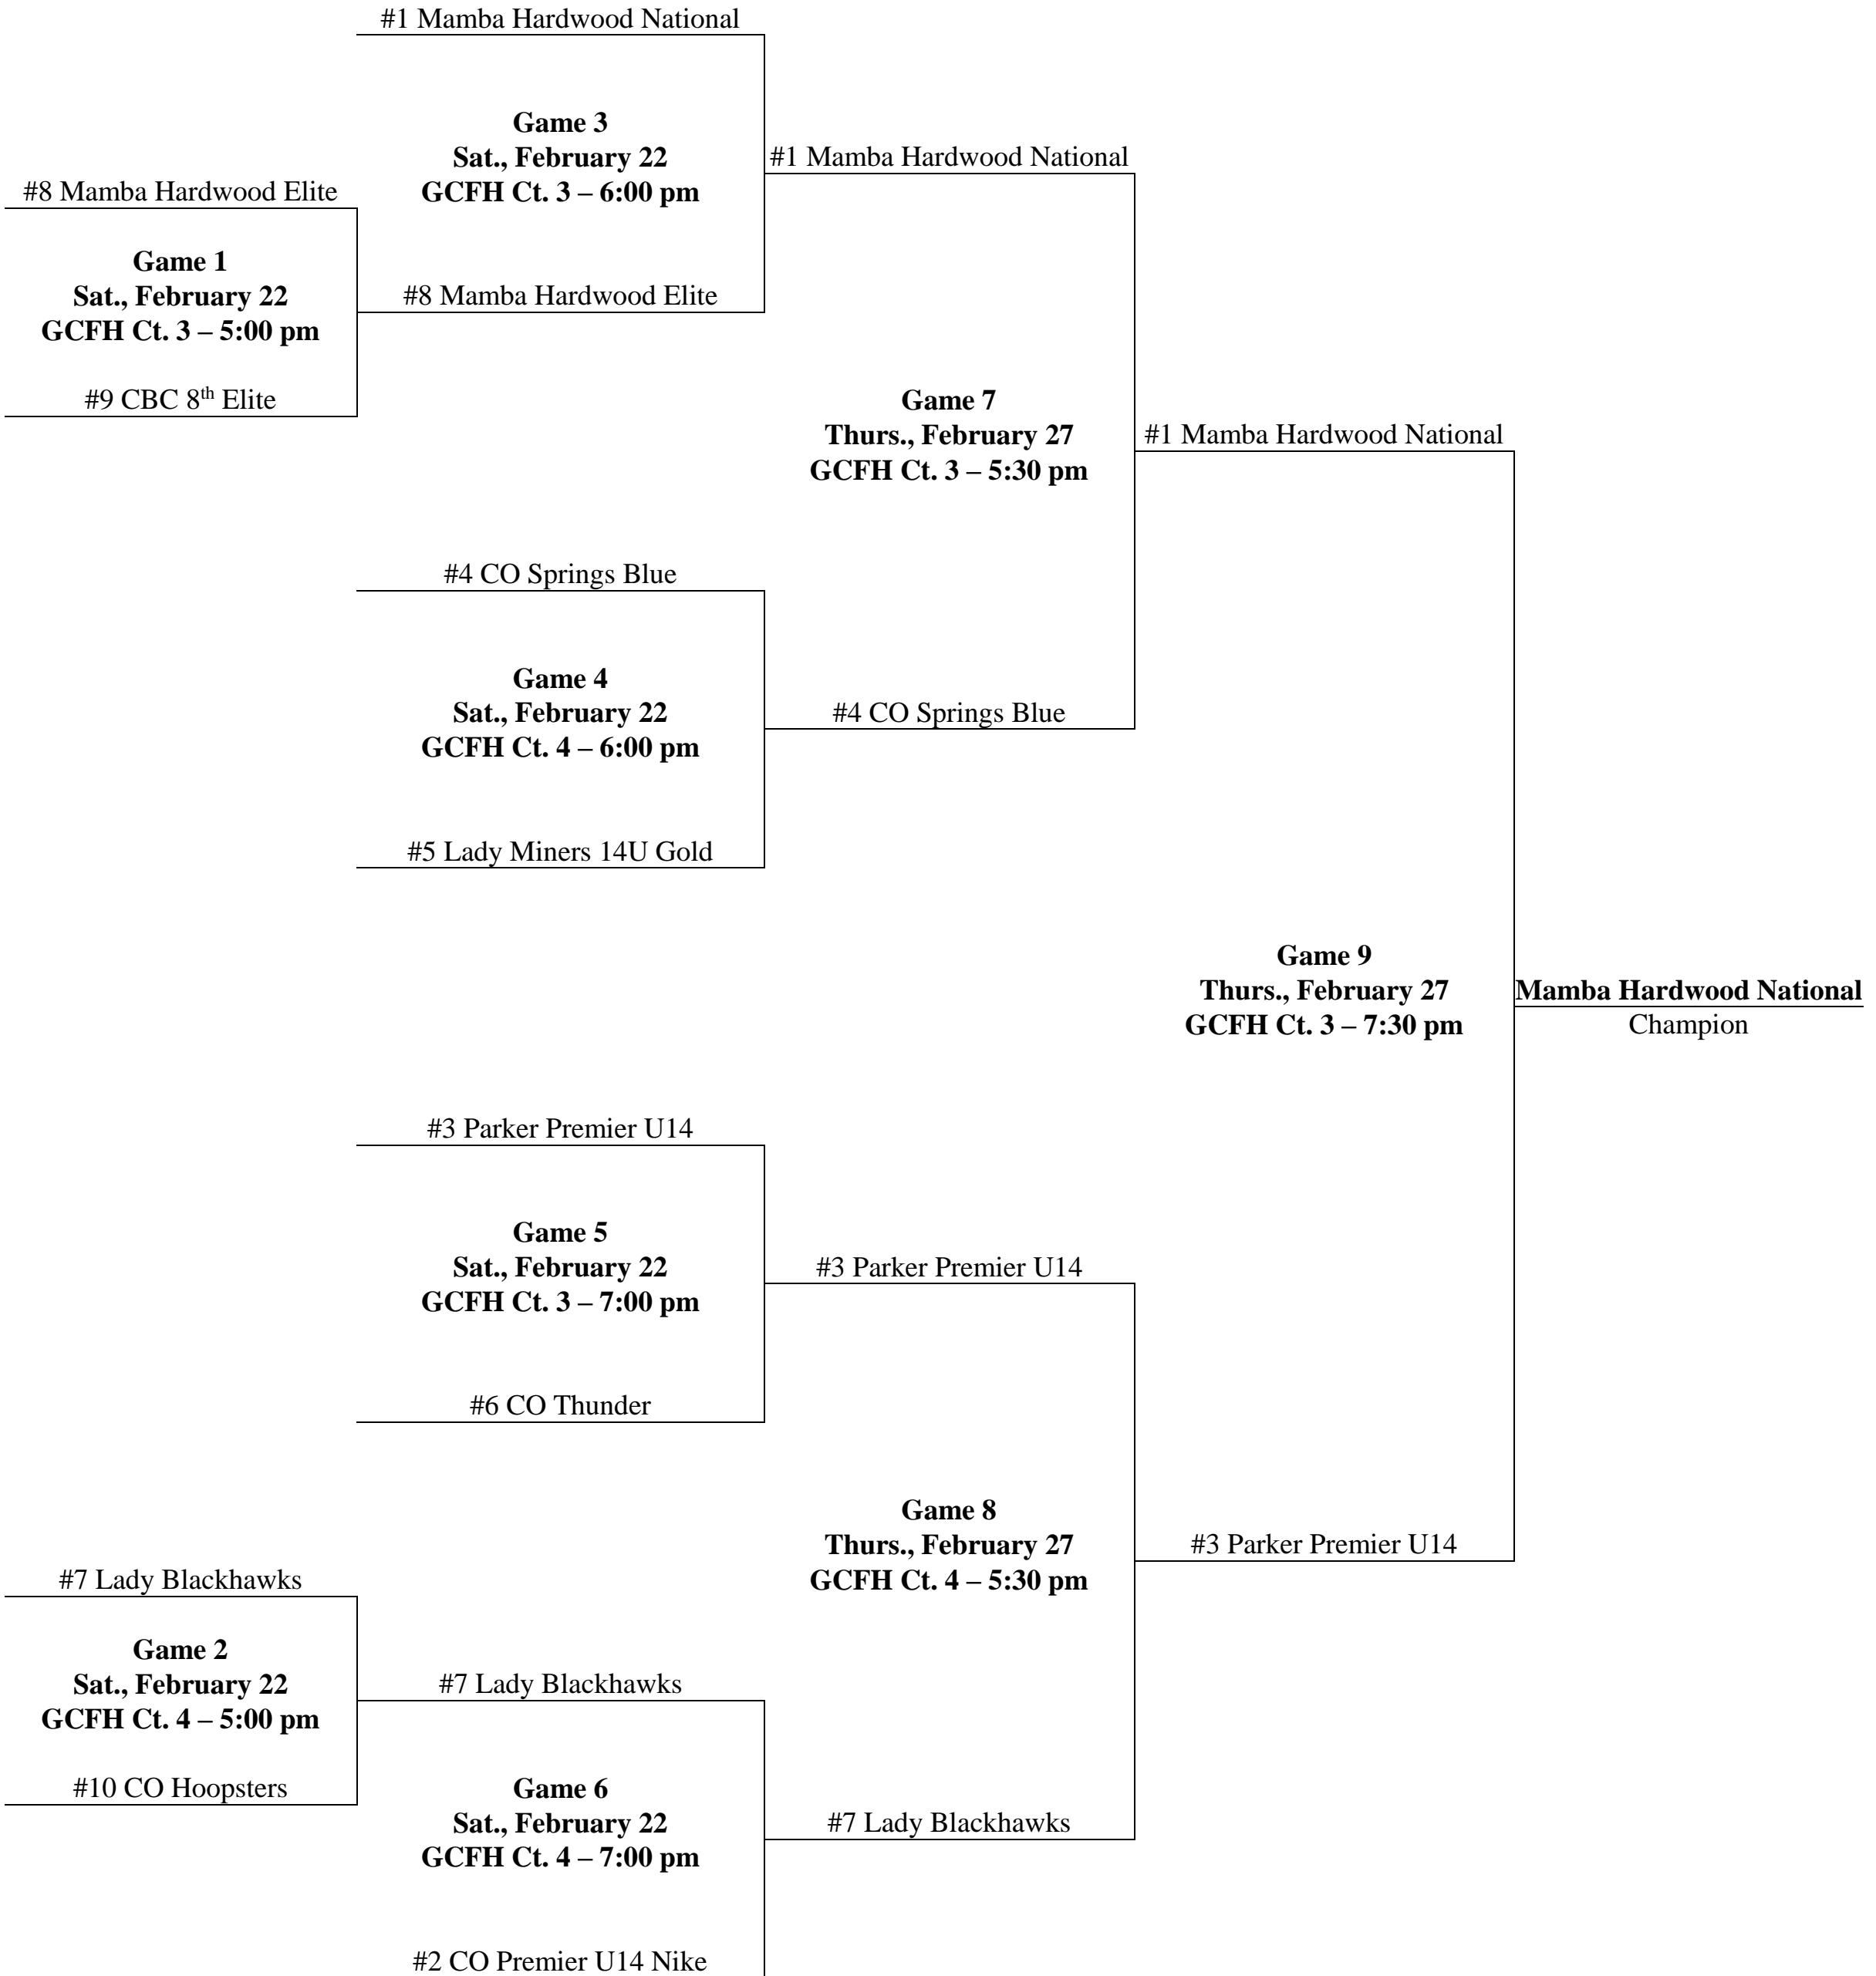 #1 Mamba Hardwood National
Game 3
Sat., February 22
GCFH Ct. 3 – 6:00 pm
#1 Mamba Hardwood National
#8 Mamba Hardwood Elite
Game 1
Sat., February 22
GCFH Ct. 3 – 5:00 pm
#8 Mamba Hardwood Elite
#9 CBC 8th Elite
Game 7
Thurs., February 27
GCFH Ct. 3 – 5:30 pm
#1 Mamba Hardwood National
#4 CO Springs Blue
Game 4
Sat., February 22
GCFH Ct. 4 – 6:00 pm
#4 CO Springs Blue
#5 Lady Miners 14U Gold
Game 9
Thurs., February 27
GCFH Ct. 3 – 7:30 pm
Mamba Hardwood National
Champion
#3 Parker Premier U14
Game 5
Sat., February 22
GCFH Ct. 3 – 7:00 pm
#3 Parker Premier U14
#6 CO Thunder
Game 8
Thurs., February 27
GCFH Ct. 4 – 5:30 pm
#3 Parker Premier U14
#7 Lady Blackhawks
Game 2
Sat., February 22
GCFH Ct. 4 – 5:00 pm
#7 Lady Blackhawks
#10 CO Hoopsters
Game 6
Sat., February 22
GCFH Ct. 4 – 7:00 pm
#7 Lady Blackhawks
#2 CO Premier U14 Nike